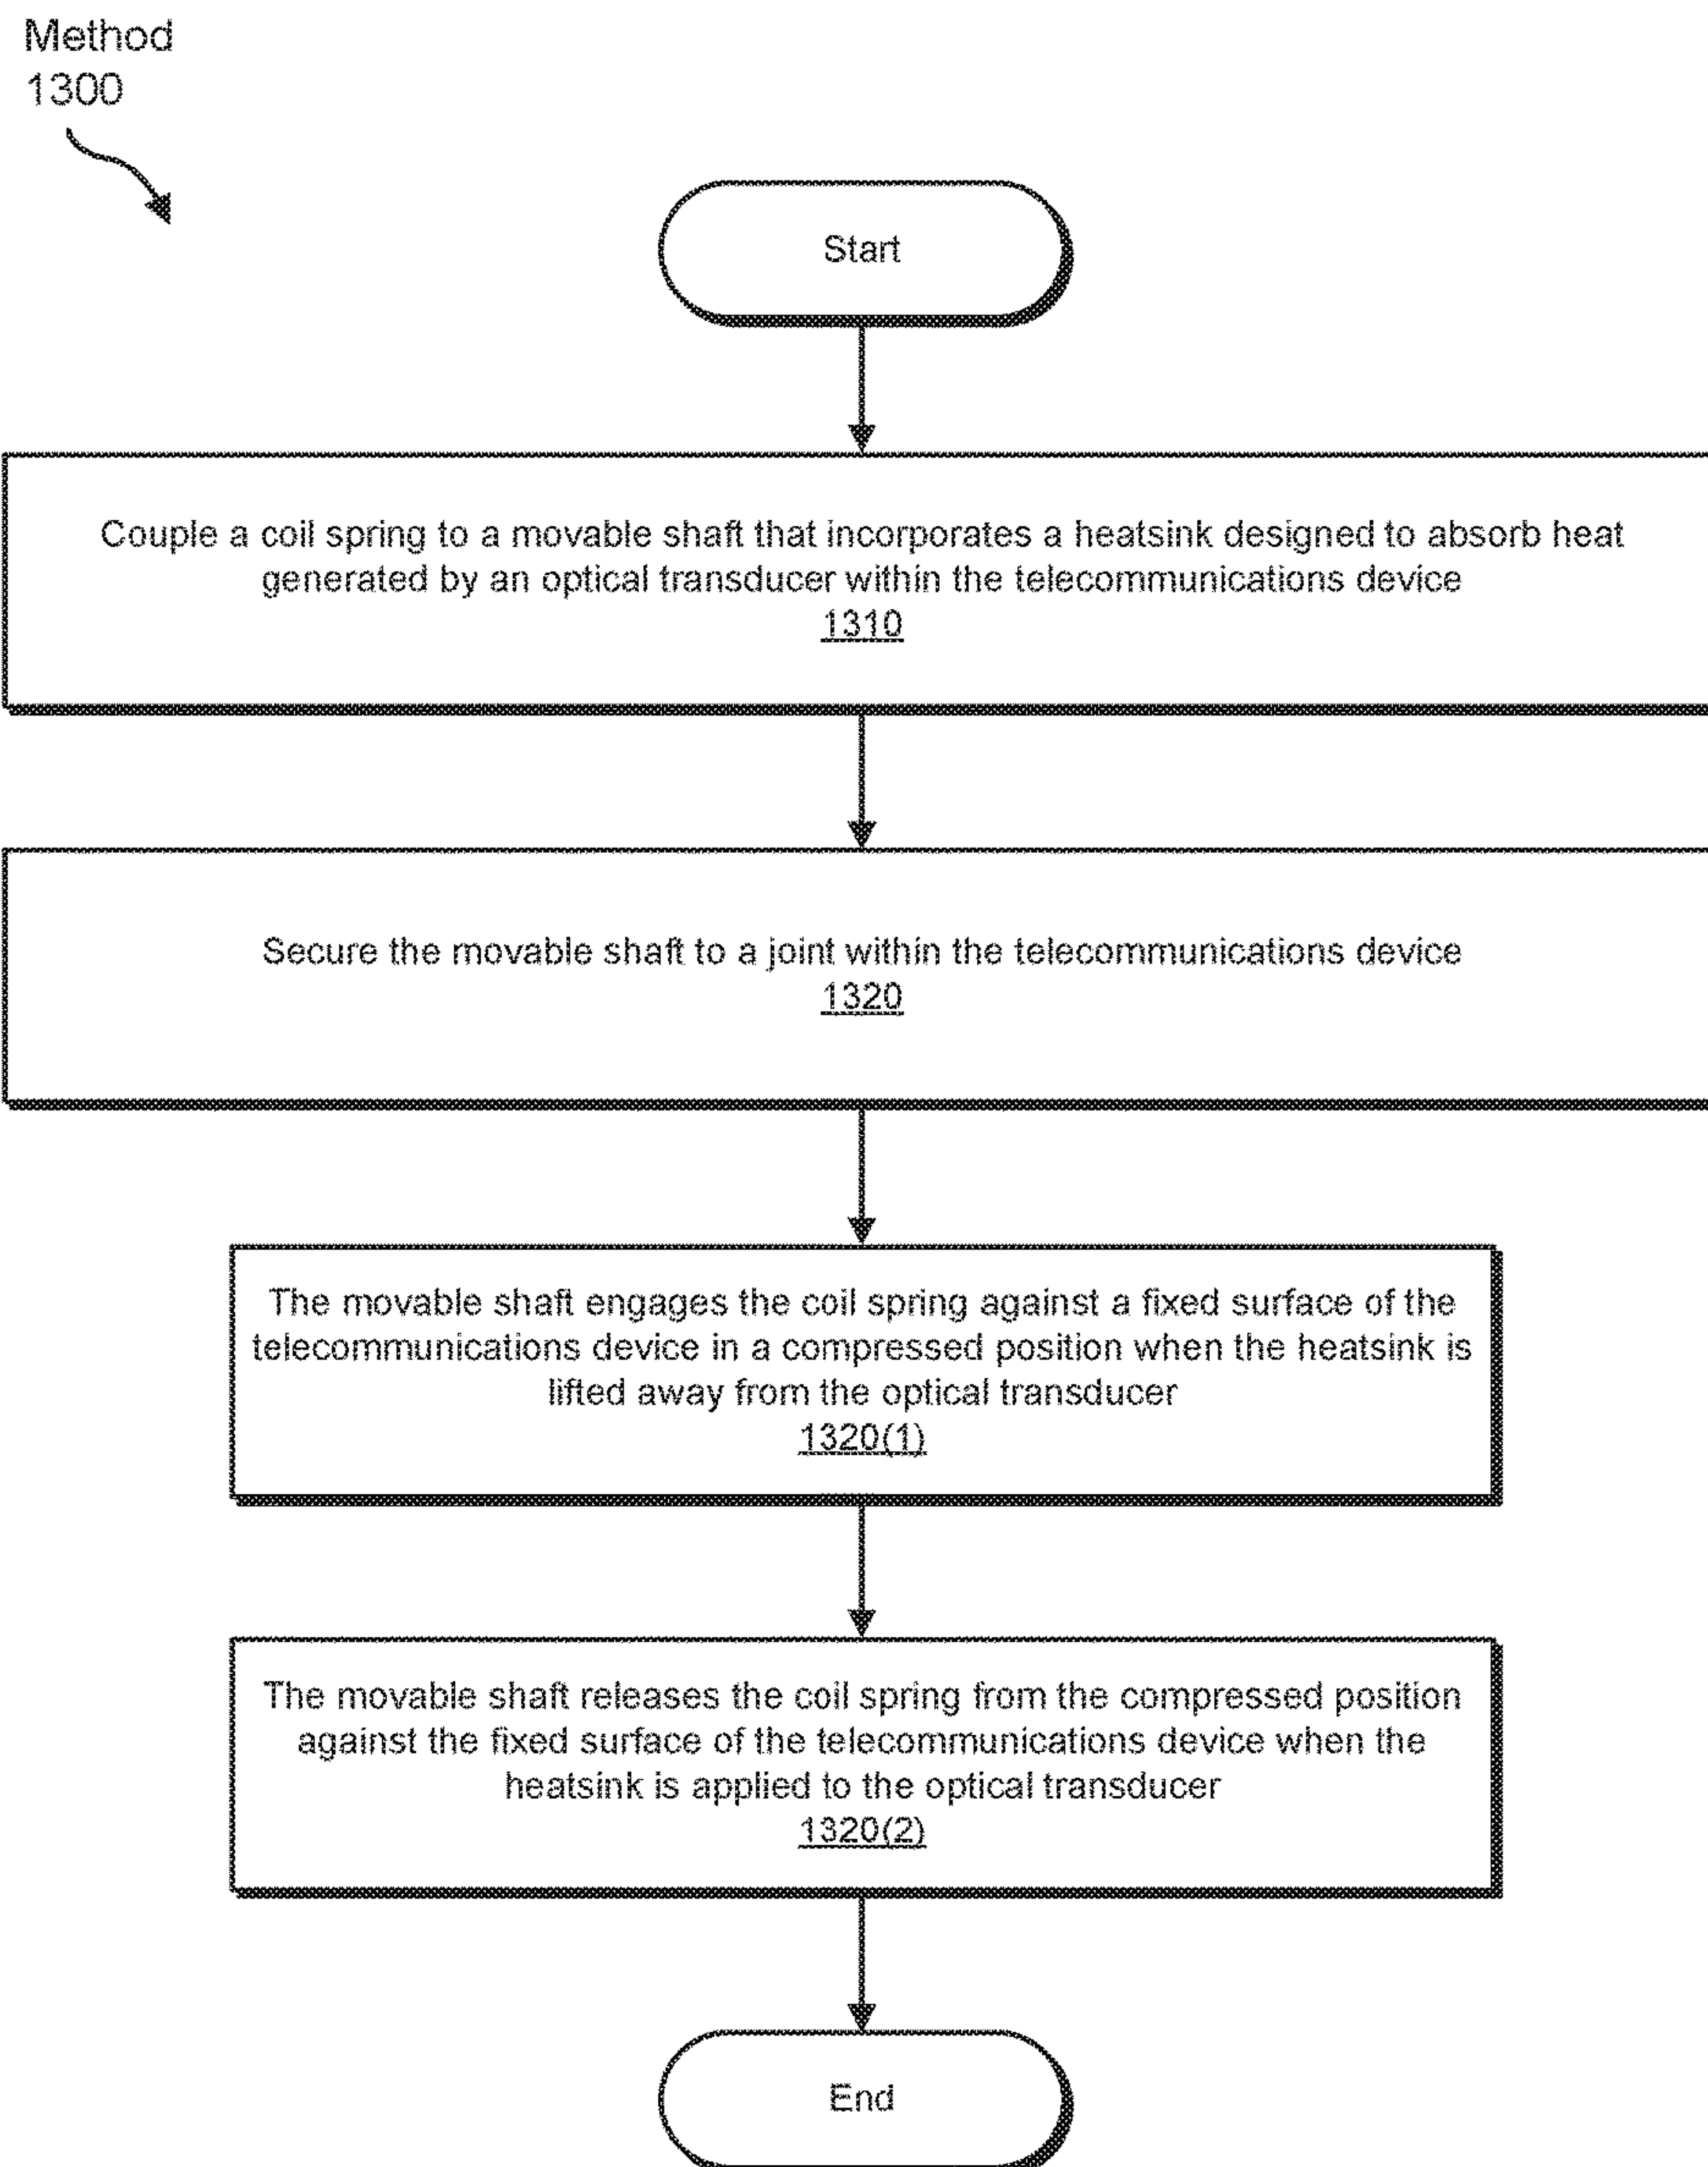 Method
1300
Start
Couple a coil spring to a movable shaft that incorporates a heatsink designed to absorb heat
generated by an optical transducer within the telecommunications device
1310
Secure the movable shaft to a joint within the telecommunications device
1320
The movable shaft engages the coil spring against a fixed surface of the
telecommunications device in a compressed position when the heatsink is
lifted away from the optical transducer
1320(1)
The movable shaft releases the coil spring from the compressed position
against the fixed surface of the telecommunications device when the
heatsink is applied to the optical transducer
1320(2)
End